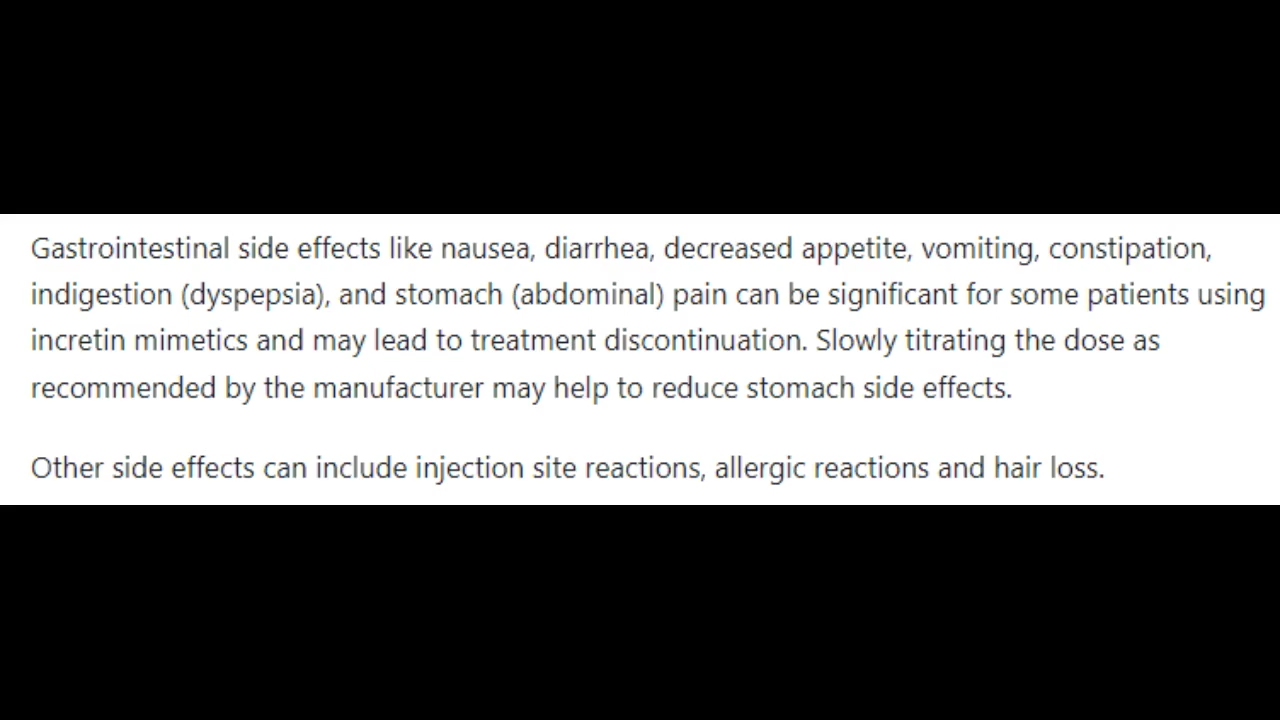 Gastrointestinal side effects like nausea, diarrhea, decreased appetite, vomiting, constipation,
indigestion (dyspepsia), and stomach (abdominal) pain can be significant for some patients using
incretin mimetics and may lead to treatment discontinuation. Slowly titrating the dose as
recommended by the manufacturer may help to reduce stomach side effects.
Other side effects can include injection site reactions, allergic reactions and hair loss.